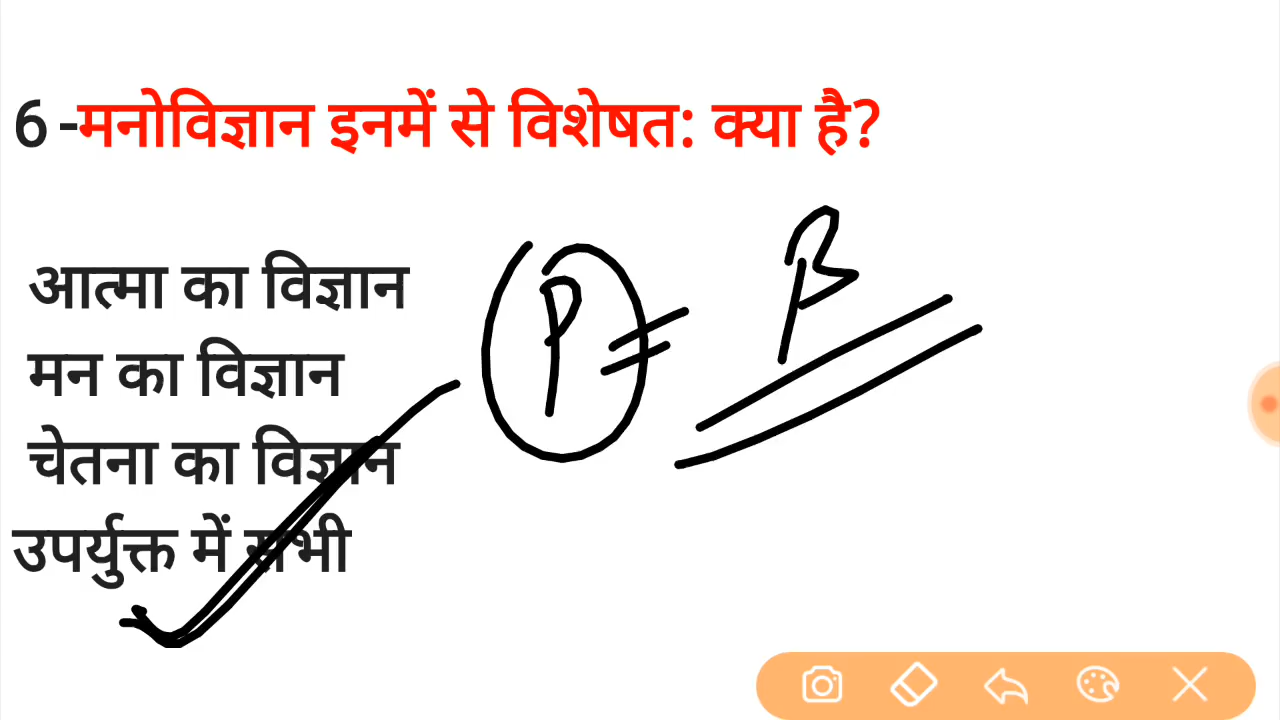 6 -मनोविज्ञान इनमें से विशेषत: क्या है?
आत्मा का विज्ञान
मन का विज्ञान
चेतना का विज्ञान
उपर्युक्त में सभी
P = B